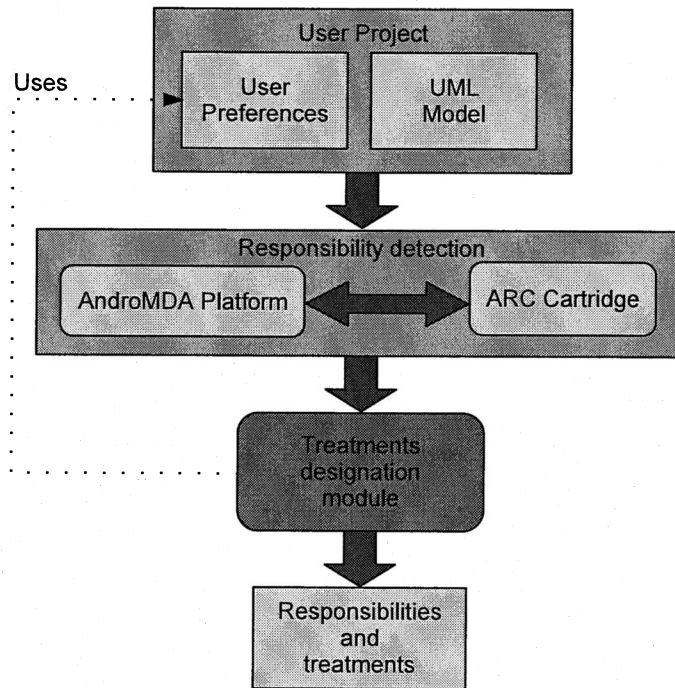 User Project
Uses
User
Preferences
UML
Model
Responsibility detection
AndroMDA Platform
ARC Cartridge
Treatments
designation
module
Responsibilities
and
treatments